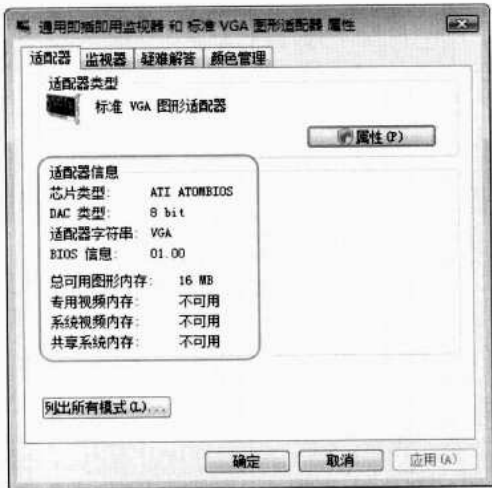 通用即插即用监视器 和 标准 VGA 图形适配器 属性
适配器 监视器 疑难解答 颜色管理
适配器类型
标准 VGA 图形适配器
属性(P)
适配器信息
芯片类型: ATI ATOMBIOS
DAC 类型: 8 bit
适配器字符串: VGA
BIOS 信息: 01.00
总可用图形内存: 16 MB
专用视频内存: 不可用
系统视频内存: 不可用
共享系统内存: 不可用
列出所有模式(L)...
确定 取消 应用(A)